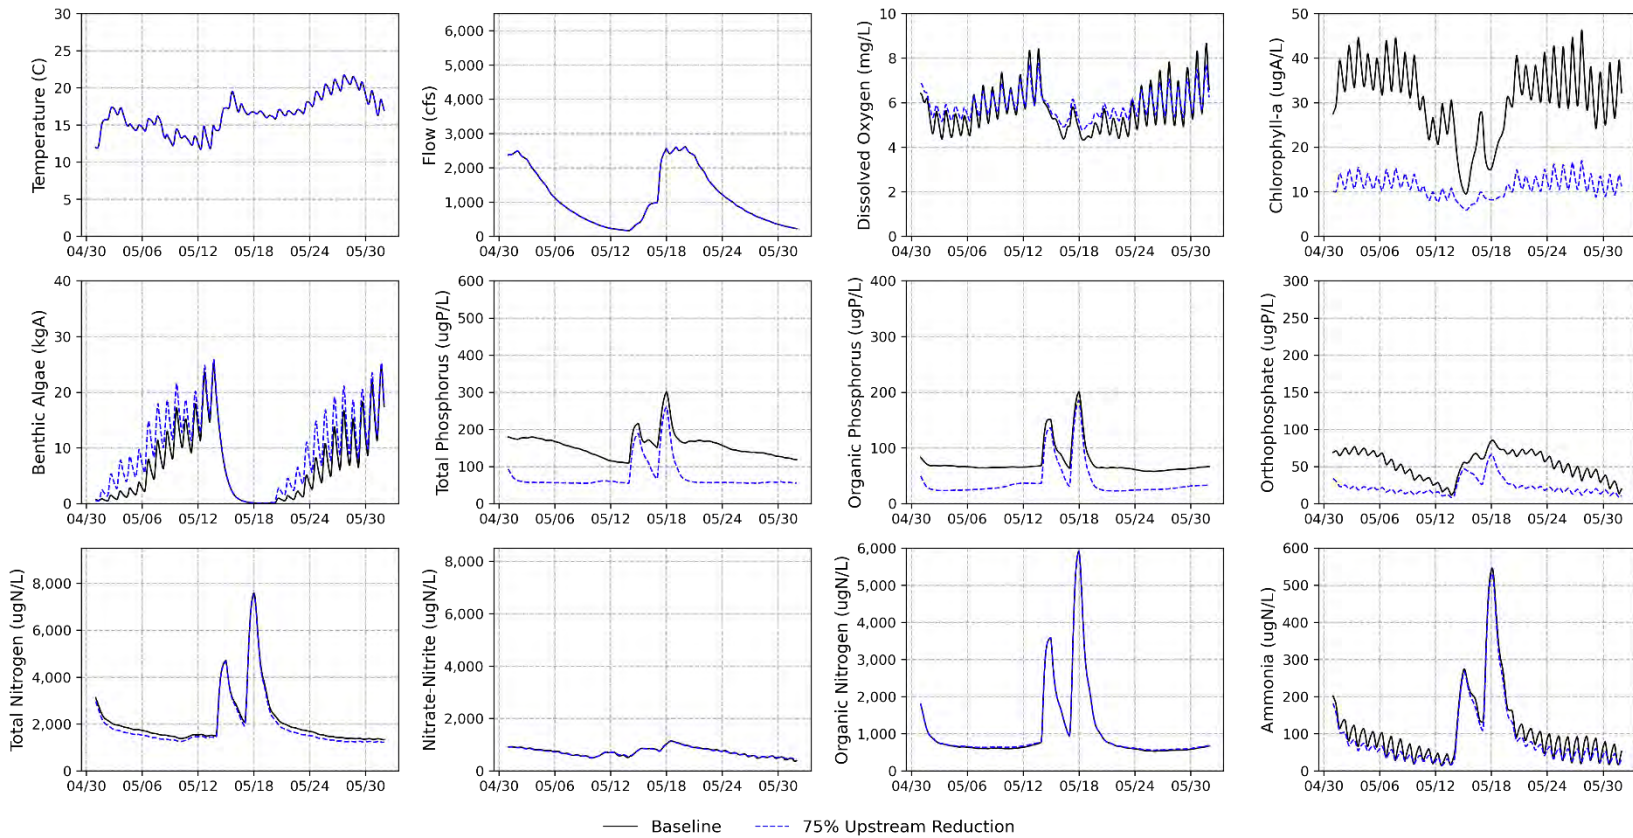 Temperature (C)
30
25
20
15
10
5
0
04/30 05/06 05/12 05/18 05/24 05/30
Flow (cfs)
6,000
5,000
4,000
3,000
2,000
1,000
0
04/30 05/06 05/12 05/18 05/24 05/30
Dissolved Oxygen (mg/L)
10
8
6
4
2
0
04/30 05/06 05/12 05/18 05/24 05/30
Chlorophyll-a (ugA/L)
50
40
30
20
10
0
04/30 05/06 05/12 05/18 05/24 05/30
Benthic Algae (kgA)
40
30
20
10
0
04/30 05/06 05/12 05/18 05/24 05/30
Total Phosphorus (ugP/L)
600
500
400
300
200
100
0
04/30 05/06 05/12 05/18 05/24 05/30
Organic Phosphorus (ugP/L)
400
300
200
100
0
04/30 05/06 05/12 05/18 05/24 05/30
Orthophosphate (ugP/L)
300
250
200
150
100
50
0
04/30 05/06 05/12 05/18 05/24 05/30
Total Nitrogen (ugN/L)
8,000
6,000
4,000
2,000
0
04/30 05/06 05/12 05/18 05/24 05/30
Nitrate-Nitrite (ugN/L)
8,000
6,000
4,000
2,000
0
04/30 05/06 05/12 05/18 05/24 05/30
Organic Nitrogen (ugN/L)
6,000
5,000
4,000
3,000
2,000
1,000
0
04/30 05/06 05/12 05/18 05/24 05/30
Ammonia (ugN/L)
600
500
400
300
200
100
0
04/30 05/06 05/12 05/18 05/24 05/30
Baseline 75% Upstream Reduction